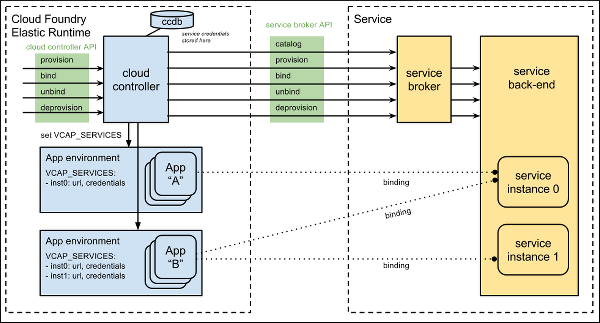 Cloud Foundry
Elastic Runtime
ccdb
service credentials
stored here
service broker API
Service
cloud controller API
provision
bind
unbind
deprovision
cloud
controller
catalog
provision
bind
unbind
deprovision
service
broker
service
back-end
set VCAP_SERVICES
App environment
VCAP_SERVICES:
- inst0: url, credentials
App
“A”
binding
service
instance 0
binding
App environment
VCAP_SERVICES:
- inst0: url, credentials
- inst1: url, credentials
App
“B”
binding
service
instance 1